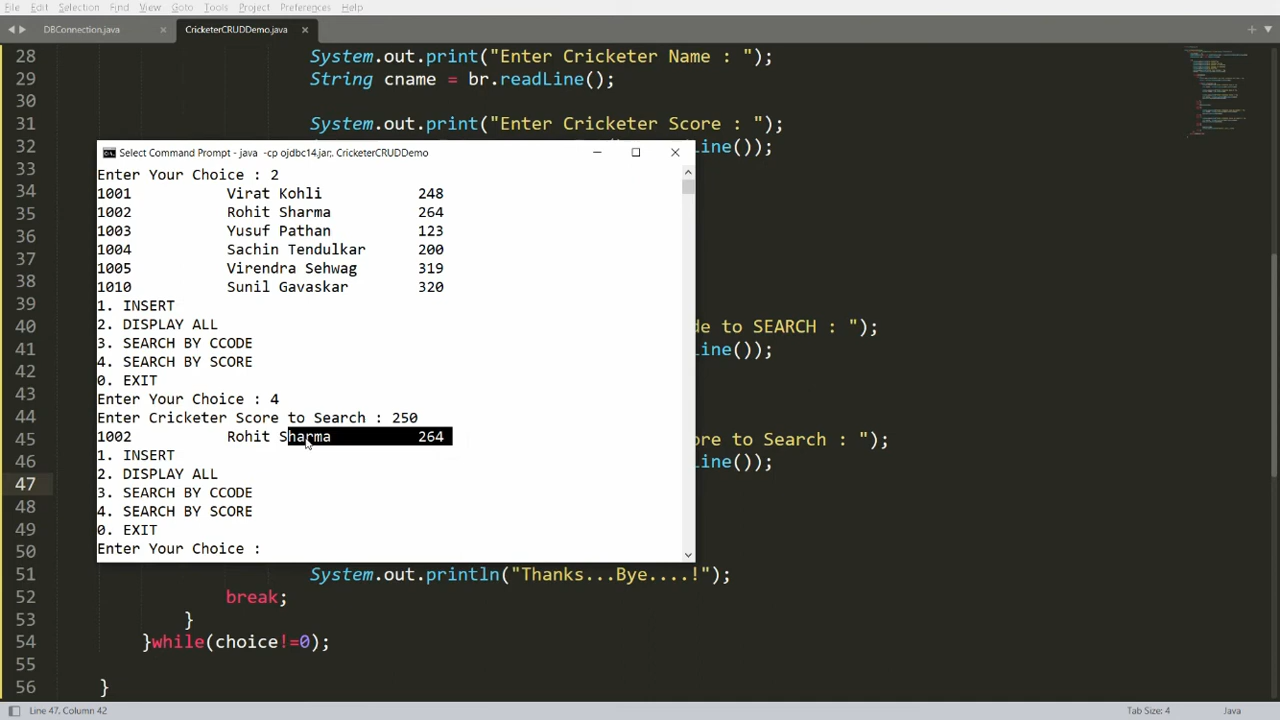 File Edit Selection Find View Goto Tools Project Preferences Help
DBConnection.java × CricketerCRUDDemo.java ×
28 System.out.print("Enter Cricketer Name : ");
29 String cname = br.readLine();
30
31 System.out.print("Enter Cricketer Score : ");
32 Line());
33
34
35
36
37
38
39
40 de to SEARCH : ");
41 Line());
42
43
44
45 ore to Search : ");
46 Line());
47
48
49
50
51 System.out.println("Thanks...Bye....!");
52 break;
53 }
54 }while(choice!=0);
55
56 }
Select Command Prompt - java -cp ojdbc14.jar;. CricketerCRUDDemo
Enter Your Choice : 2
1001 Virat Kohli 248
1002 Rohit Sharma 264
1003 Yusuf Pathan 123
1004 Sachin Tendulkar 200
1005 Virendra Sehwag 319
1010 Sunil Gavaskar 320
1. INSERT
2. DISPLAY ALL
3. SEARCH BY CCODE
4. SEARCH BY SCORE
0. EXIT
Enter Your Choice : 4
Enter Cricketer Score to Search : 250
1002 Rohit Sharma 264
1. INSERT
2. DISPLAY ALL
3. SEARCH BY CCODE
4. SEARCH BY SCORE
0. EXIT
Enter Your Choice :
Line 47, Column 42
Tab Size: 4 Java